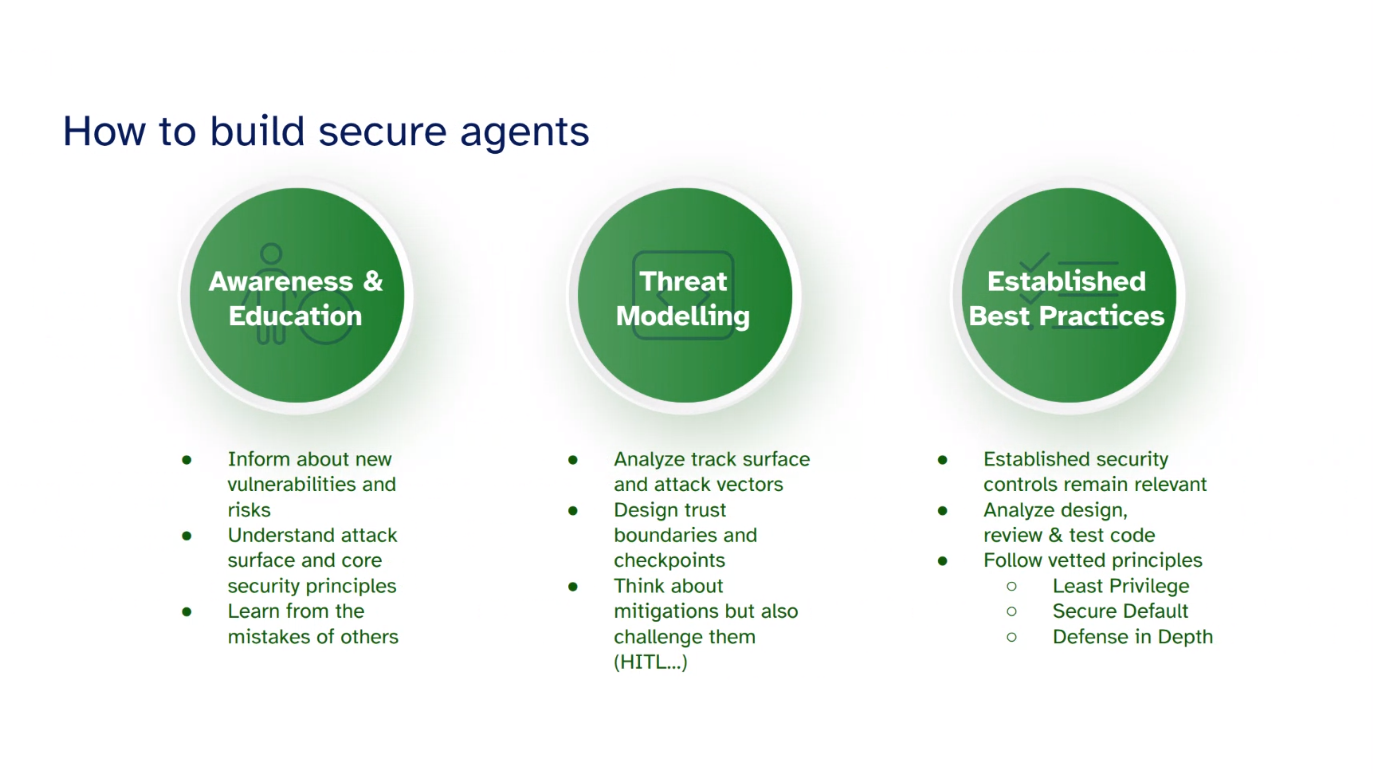 How to build secure agents
Awareness &
Education
● Inform about new
vulnerabilities and
risks
● Understand attack
surface and core
security principles
● Learn from the
mistakes of others
Threat
Modelling
● Analyze track surface
and attack vectors
● Design trust
boundaries and
checkpoints
● Think about
mitigations but also
challenge them
(HITL...)
Established
Best Practices
● Established security
controls remain relevant
● Analyze design,
review & test code
● Follow vetted principles
○ Least Privilege
○ Secure Default
○ Defense in Depth